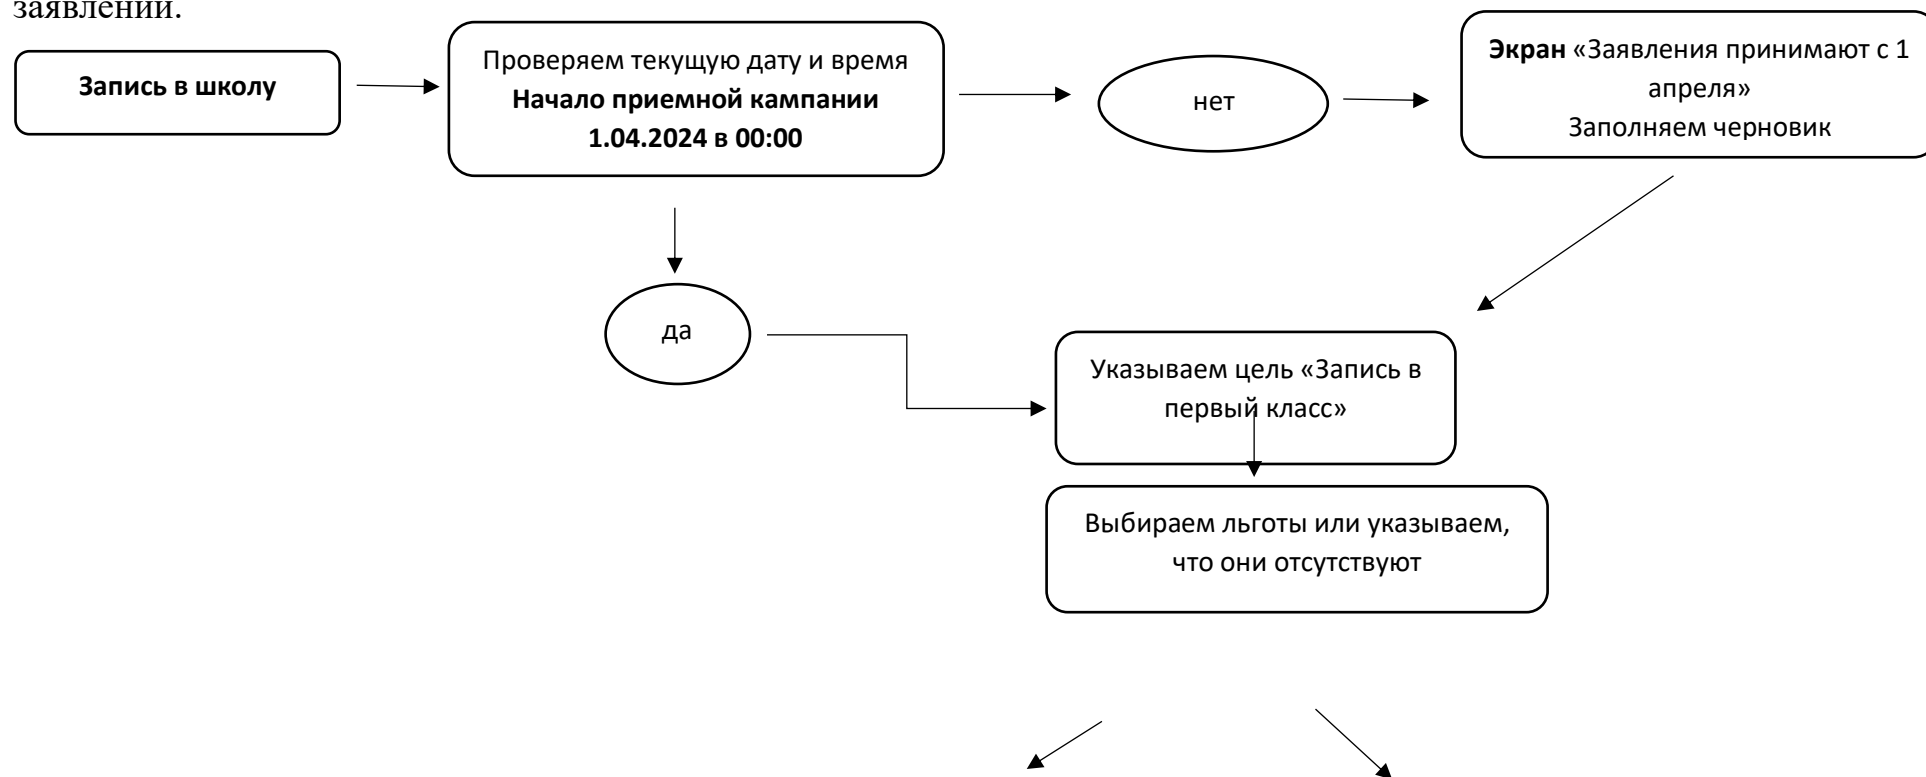 заявлений.
Запись в школу
Проверяем текущую дату и время
Начало приемной кампании
1.04.2024 в 00:00
нет
Экран «Заявления принимают с 1
апреля»
Заполняем черновик
да
Указываем цель «Запись в
первый класс»
Выбираем льготы или указываем,
что они отсутствуют